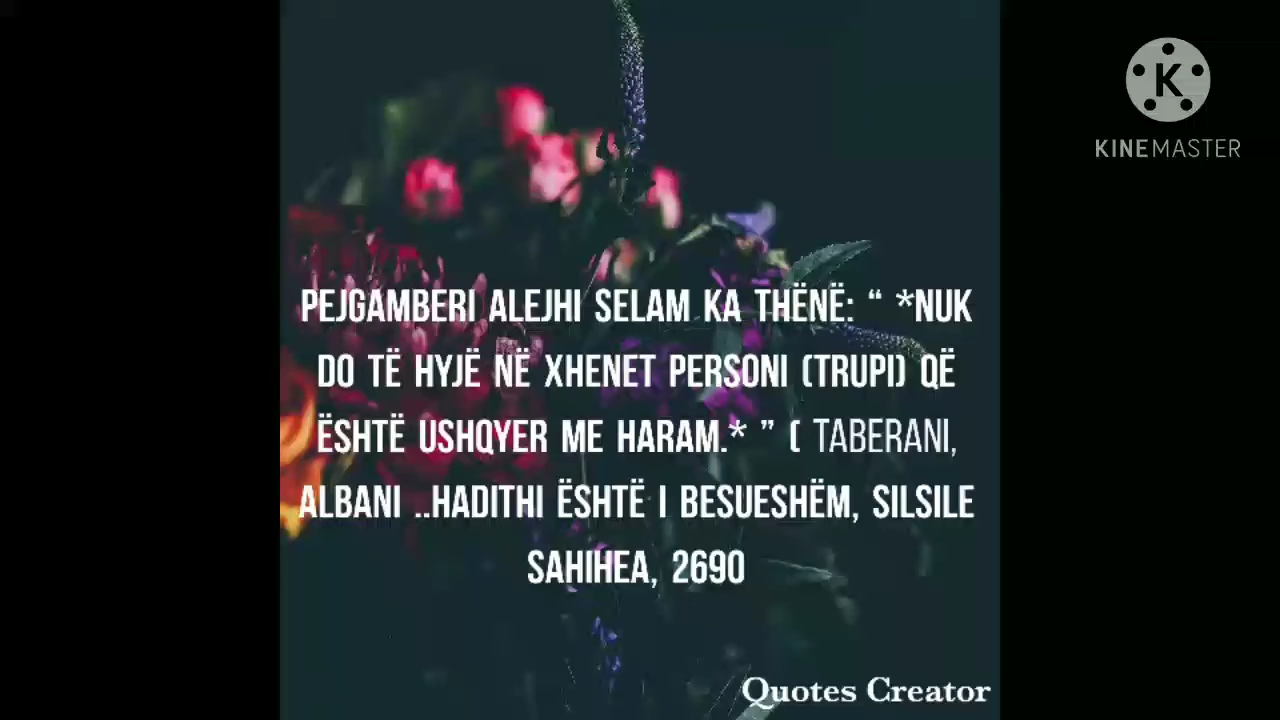 K
KINEMASTER
PEJGAMBERI ALEJHI SELAM KA THËNË: “ *NUK
DO TË HYJË NË XHENET PERSONI (TRUPI) QË
ËSHTË USHQYER ME HARAM.* ” ( TABERANI,
ALBANI ..HADITHI ËSHTË I BESUESHËM, SILSILE
SAHIHEA, 2690
Quotes Creator